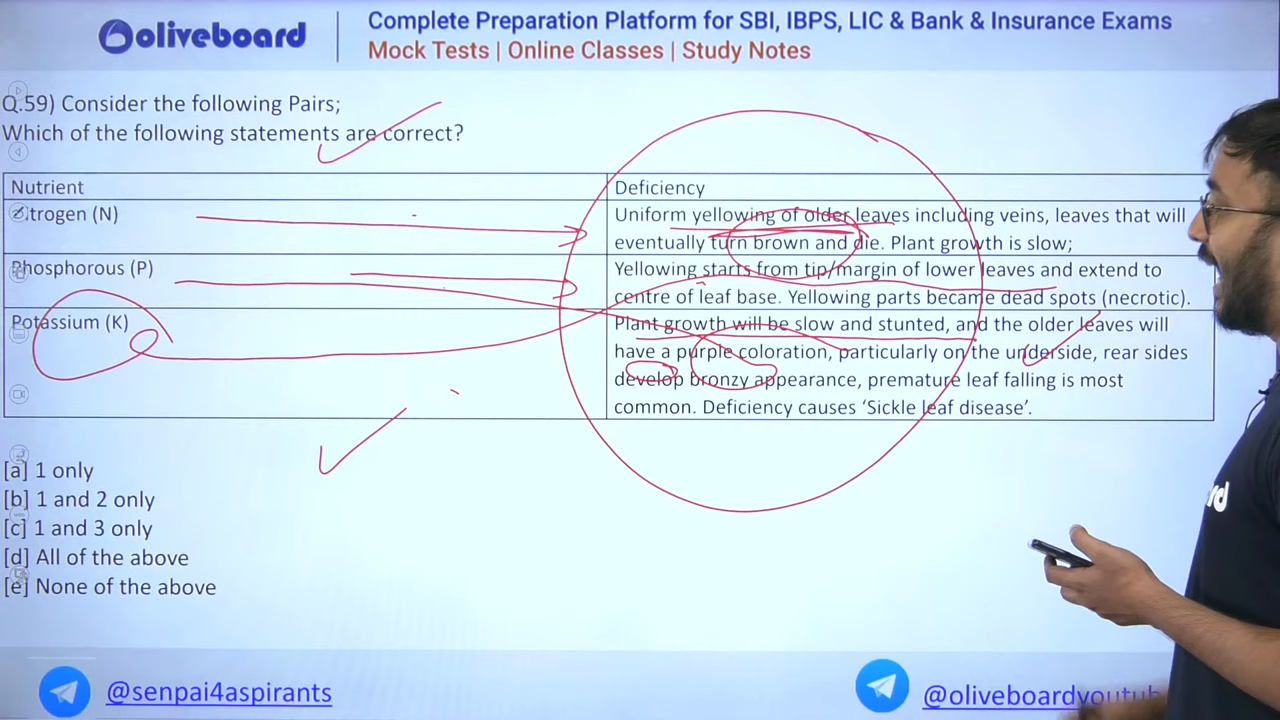 oliveboard
Complete Preparation Platform for SBI, IBPS, LIC & Bank & Insurance Exams
Mock Tests | Online Classes | Study Notes
Q.59) Consider the following Pairs;
Which of the following statements are correct?
Nutrient
Deficiency
trogen (N)
Uniform yellowing of older leaves including veins, leaves that will
eventually turn brown and die. Plant growth is slow;
Phosphorous (P)
Yellowing starts from tip/margin of lower leaves and extend to
centre of leaf base. Yellowing parts became dead spots (necrotic).
Potassium (K)
Plant growth will be slow and stunted, and the older leaves will
have a purple coloration, particularly on the underside, rear sides
develop bronzy appearance, premature leaf falling is most
common. Deficiency causes ‘Sickle leaf disease’.
[a] 1 only
[b] 1 and 2 only
[c] 1 and 3 only
[d] All of the above
[e] None of the above
@senpai4aspirants
@oliveboardyoutub
rd